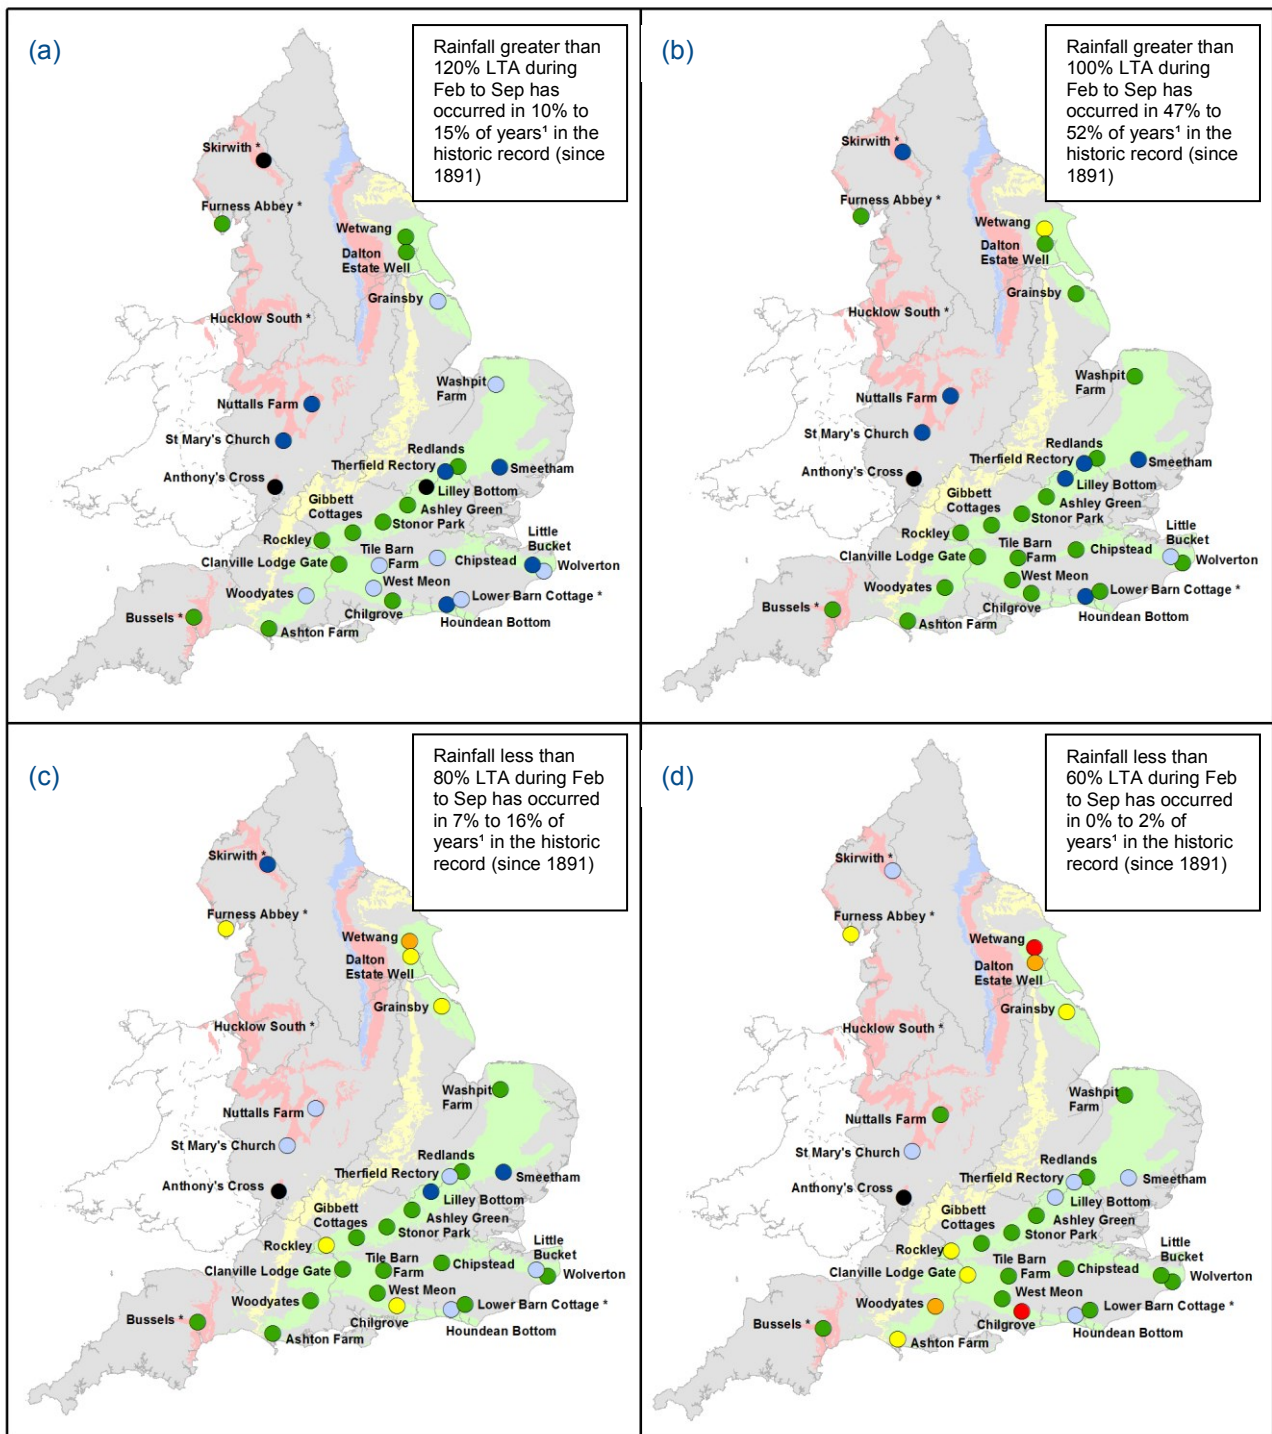 (a)
Rainfall greater than
120% LTA during
Feb to Sep has
occurred in 10% to
15% of years¹ in the
historic record (since
1891)
Skirwith *
Furness Abbey *
Wetwang
Dalton
Estate Well
Grainsby
Hucklow South *
Washpit
Farm
Nuttalls Farm
St Mary's Church
Redlands
Therfield Rectory
Smeetham
Anthony's Cross
Lilley Bottom
Gibbett
Cottages
Ashley Green
Stonor Park
Rockley
Little
Bucket
Tile Barn
Farm
Clanville Lodge Gate
Chipstead
Wolverton
West Meon
Woodyates
Lower Barn Cottage *
Chilgrove
Bussels *
Houndean Bottom
Ashton Farm
(b)
Rainfall greater than
100% LTA during
Feb to Sep has
occurred in 47% to
52% of years¹ in the
historic record (since
1891)
Skirwith *
Furness Abbey *
Wetwang
Dalton
Estate Well
Grainsby
Hucklow South *
Washpit
Farm
Nuttalls Farm
St Mary's Church
Redlands
Therfield Rectory
Smeetham
Anthony's Cross
Lilley Bottom
Gibbett
Cottages
Ashley Green
Stonor Park
Rockley
Little
Bucket
Tile Barn
Farm
Clanville Lodge Gate
Chipstead
Wolverton
West Meon
Woodyates
Lower Barn Cottage *
Chilgrove
Bussels *
Houndean Bottom
Ashton Farm
(c)
Rainfall less than
80% LTA during Feb
to Sep has occurred
in 7% to 16% of
years¹ in the historic
record (since 1891)
Skirwith *
Furness Abbey *
Wetwang
Dalton
Estate Well
Grainsby
Hucklow South *
Washpit
Farm
Nuttalls Farm
St Mary's Church
Redlands
Therfield Rectory
Smeetham
Anthony's Cross
Lilley Bottom
Gibbett
Cottages
Ashley Green
Stonor Park
Rockley
Little
Bucket
Tile Barn
Farm
Clanville Lodge Gate
Chipstead
Wolverton
West Meon
Woodyates
Lower Barn Cottage *
Chilgrove
Bussels *
Houndean Bottom
Ashton Farm
(d)
Rainfall less than
60% LTA during Feb
to Sep has occurred
in 0% to 2% of
years¹ in the historic
record (since 1891)
Skirwith *
Furness Abbey *
Wetwang
Dalton
Estate Well
Grainsby
Hucklow South *
Washpit
Farm
Nuttalls Farm
St Mary's Church
Redlands
Therfield Rectory
Smeetham
Anthony's Cross
Lilley Bottom
Gibbett
Cottages
Ashley Green
Stonor Park
Rockley
Little
Bucket
Tile Barn
Farm
Clanville Lodge Gate
Chipstead
Wolverton
West Meon
Woodyates
Lower Barn Cottage *
Chilgrove
Bussels *
Houndean Bottom
Ashton Farm